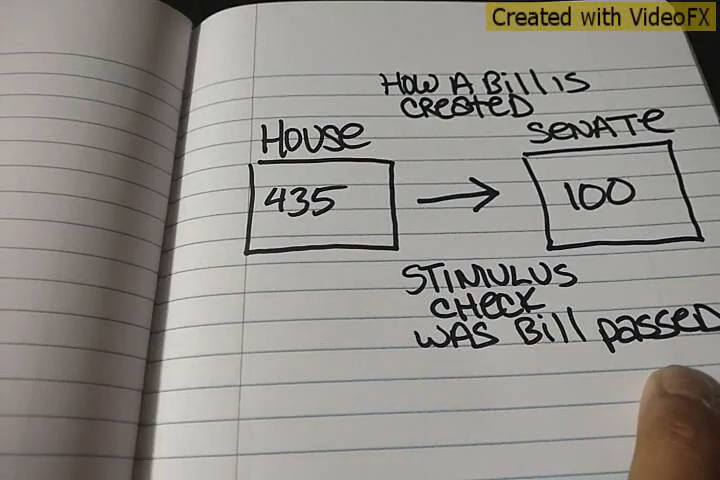 Created with VideoFX
HOW A Bill IS
CREATED
HOUSE
SENATE
435
100
STIMULUS
CHECK
WAS Bill passed